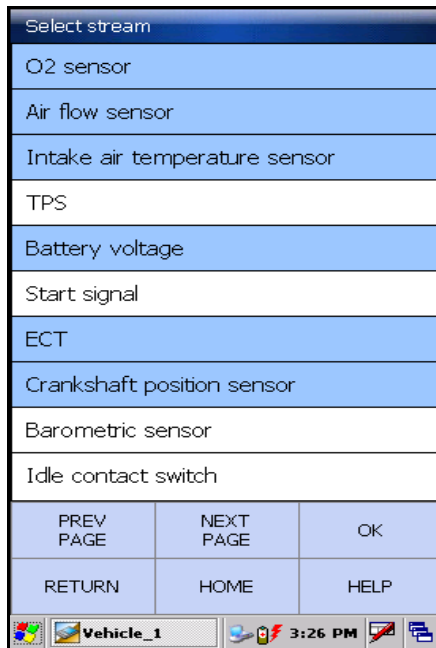 Select stream
O2 sensor
Air flow sensor
Intake air temperature sensor
TPS
Battery voltage
Start signal
ECT
Crankshaft position sensor
Barometric sensor
Idle contact switch
PREV PAGE
NEXT PAGE
OK
RETURN
HOME
HELP
Vehicle_1
3:26 PM